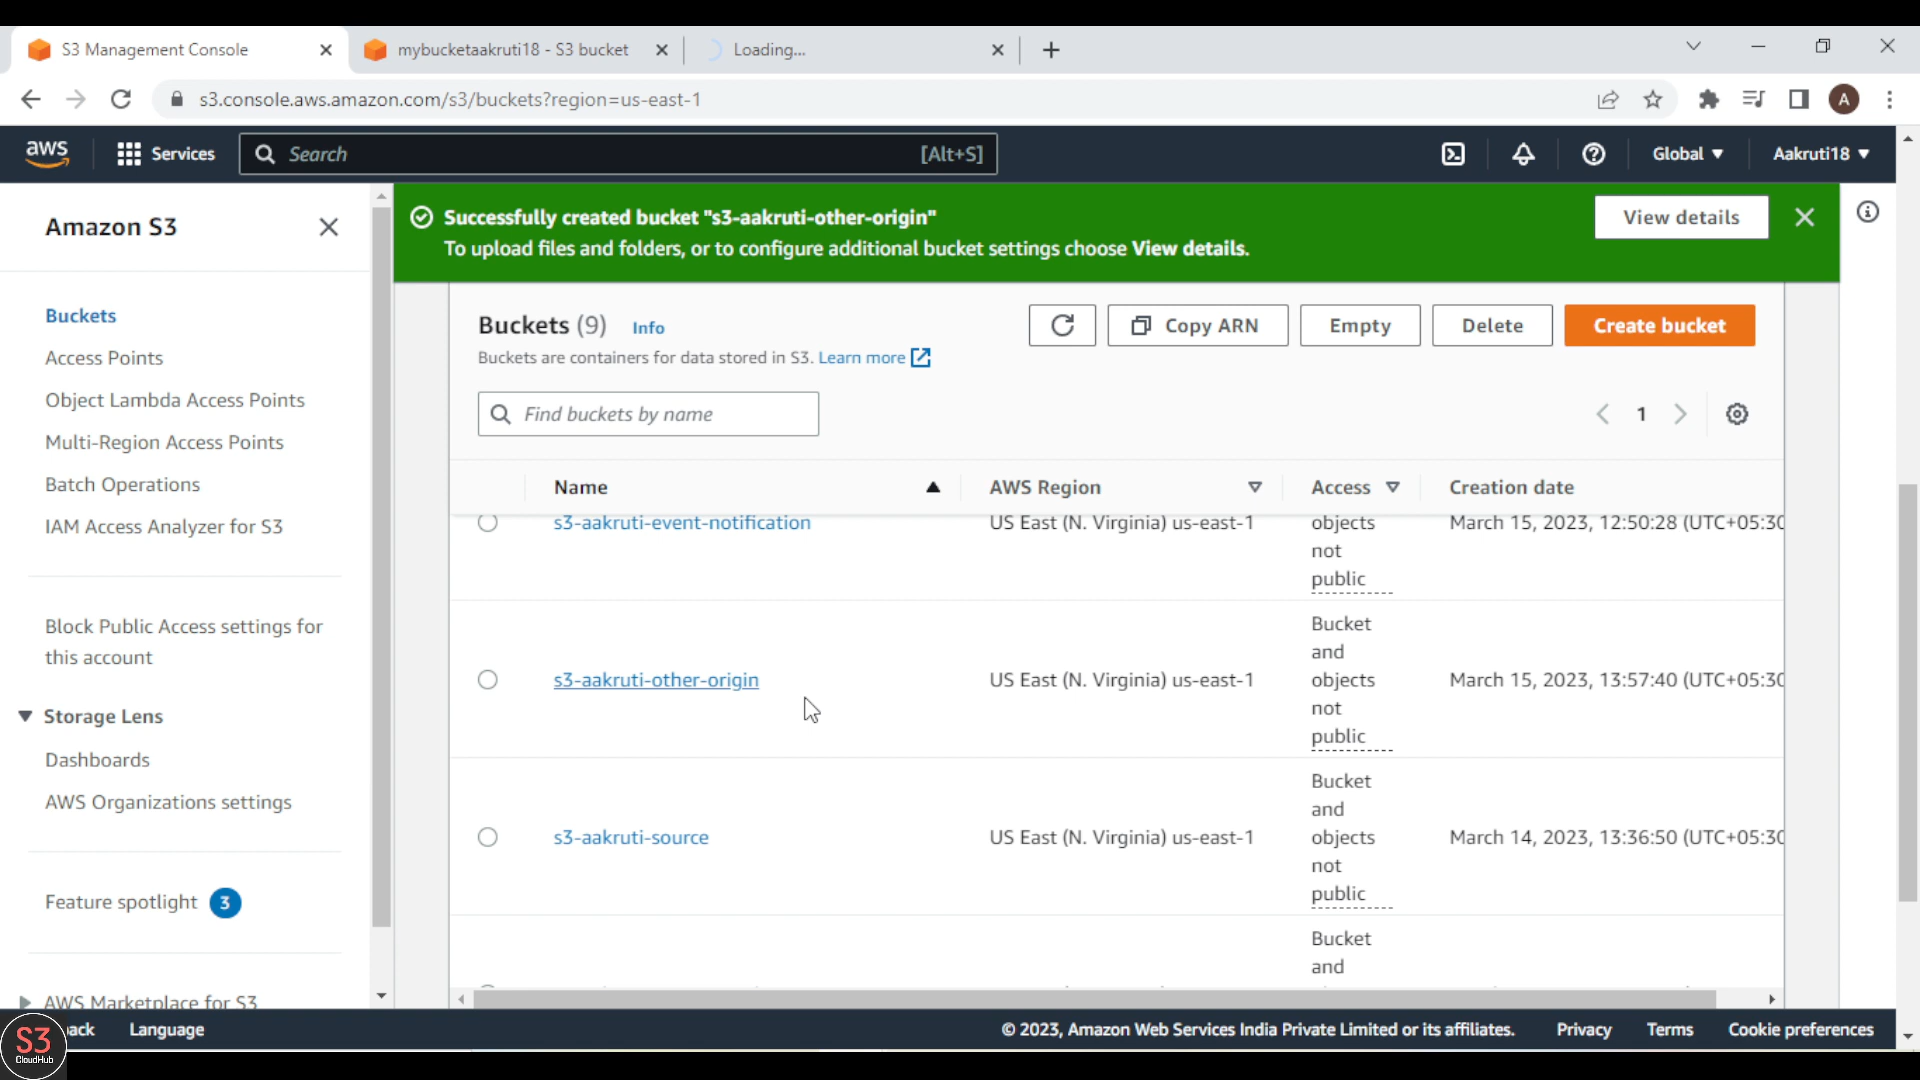 S3 Management Console
mybucketaakruti18 - S3 bucket
Loading...
s3.console.aws.amazon.com/s3/buckets?region=us-east-1
A
aws
Services
Search
[Alt+S]
Global
Aakruti18
Amazon S3
Buckets
Access Points
Object Lambda Access Points
Multi-Region Access Points
Batch Operations
IAM Access Analyzer for S3
Block Public Access settings for
this account
Storage Lens
Dashboards
AWS Organizations settings
Feature spotlight 3
AWS Marketplace for S3
Successfully created bucket "s3-aakruti-other-origin"
To upload files and folders, or to configure additional bucket settings choose View details.
View details
Buckets (9) Info
Buckets are containers for data stored in S3. Learn more
Copy ARN
Empty
Delete
Create bucket
Find buckets by name
1
Name
AWS Region
Access
Creation date
s3-aakruti-event-notification
US East (N. Virginia) us-east-1
objects
not
public
March 15, 2023, 12:50:28 (UTC+05:30
s3-aakruti-other-origin
US East (N. Virginia) us-east-1
Bucket
and
objects
not
public
March 15, 2023, 13:57:40 (UTC+05:30
s3-aakruti-source
US East (N. Virginia) us-east-1
Bucket
and
objects
not
public
March 14, 2023, 13:36:50 (UTC+05:30
Bucket
and
S3
CloudHub
ack
Language
© 2023, Amazon Web Services India Private Limited or its affiliates.
Privacy
Terms
Cookie preferences